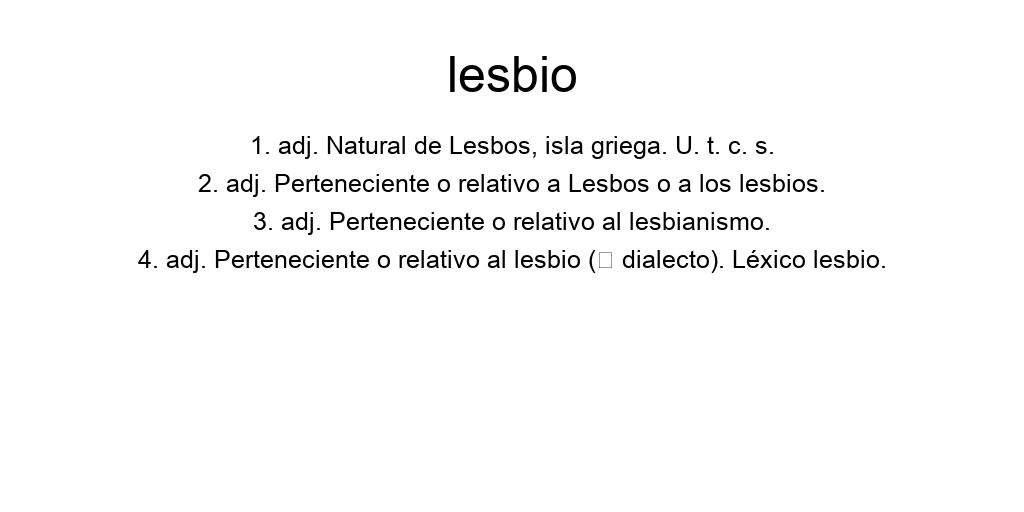 lesbio
1. adj. Natural de Lesbos, isla griega. U. t. c. s.
2. adj. Perteneciente o relativo a Lesbos o a los lesbios.
3. adj. Perteneciente o relativo al lesbianismo.
4. adj. Perteneciente o relativo al lesbio (□ dialecto). Léxico lesbio.